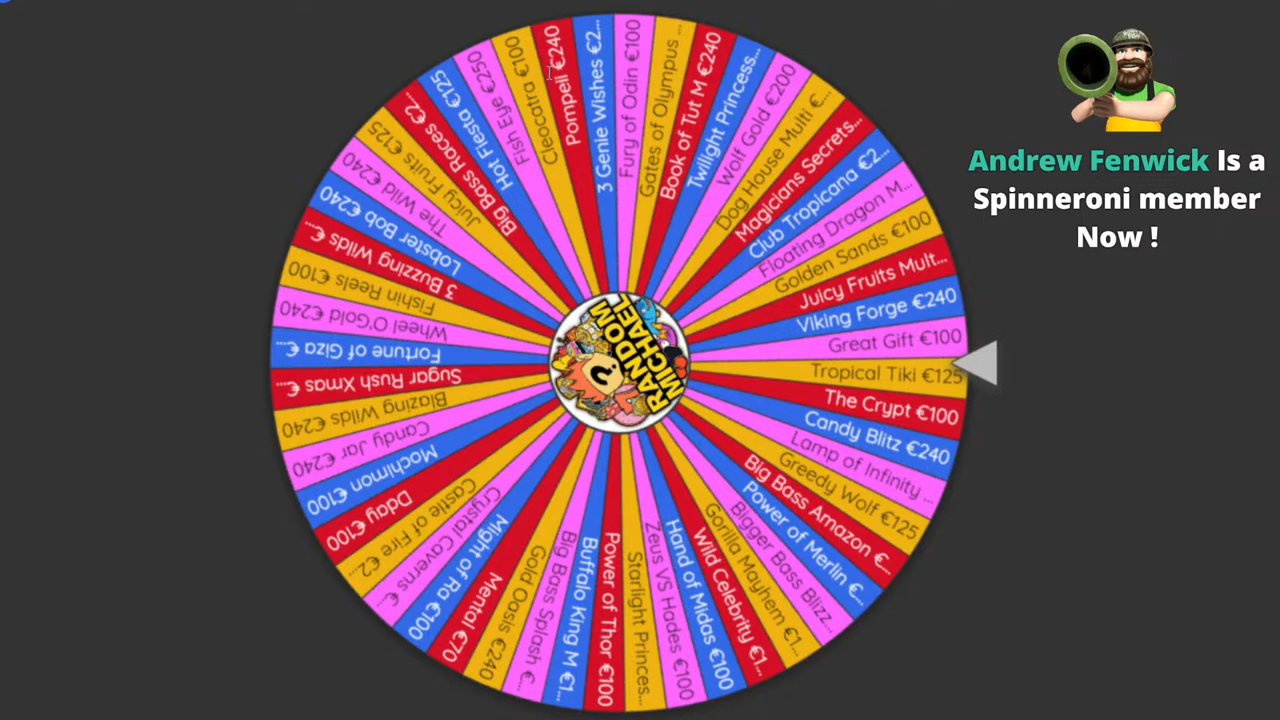 Fury of Odin €100
Gates of Olympus ...
Book of Tut M €240
Twilight Princess...
Wolf Gold €200
Dog House Multi €...
Magicians Secrets...
Club Tropicana €2...
Floating Dragon M...
Golden Sands €100
Juicy Fruits Mult...
Viking Forge €240
Great Gift €100
Tropical Tiki €125
The Crypt €100
Candy Blitz €240
Lamp of Infinity ...
Greedy Wolf €125
Big Bass Amazon €...
Power of Merlin €...
Bigger Bass Blizz...
Gorilla Mayhem €1...
Wild Celebrity €1...
Hand of Midas €100
Zeus VS Hades €100
Starlight Princes...
Power of Thor €100
Buffalo King M €1...
Big Bass Splash €...
Gold Oasis €240
Mental €70
Might of Ra €100
Crystal Caverns €...
Castle of Fire €2...
Dday €100
Mochimon €100
Candy Jar €240
Blazing Wilds €240
Sugar Rush Xmas €...
Fortune of Giza €...
Wheel O'Gold €240
Fishin Reels €100
3 Buzzing Wilds €...
Lobster Bob €240
The Wild €240
Juicy Fruits €125
Big Bass Races €2...
Hot Fiesta €125
Fish Eye €250
Cleocatra €100
Pompeii €240
3 Genie Wishes €2...
RANDOM
MICHAEL
?
Andrew Fenwick Is a
Spinneroni member
Now !